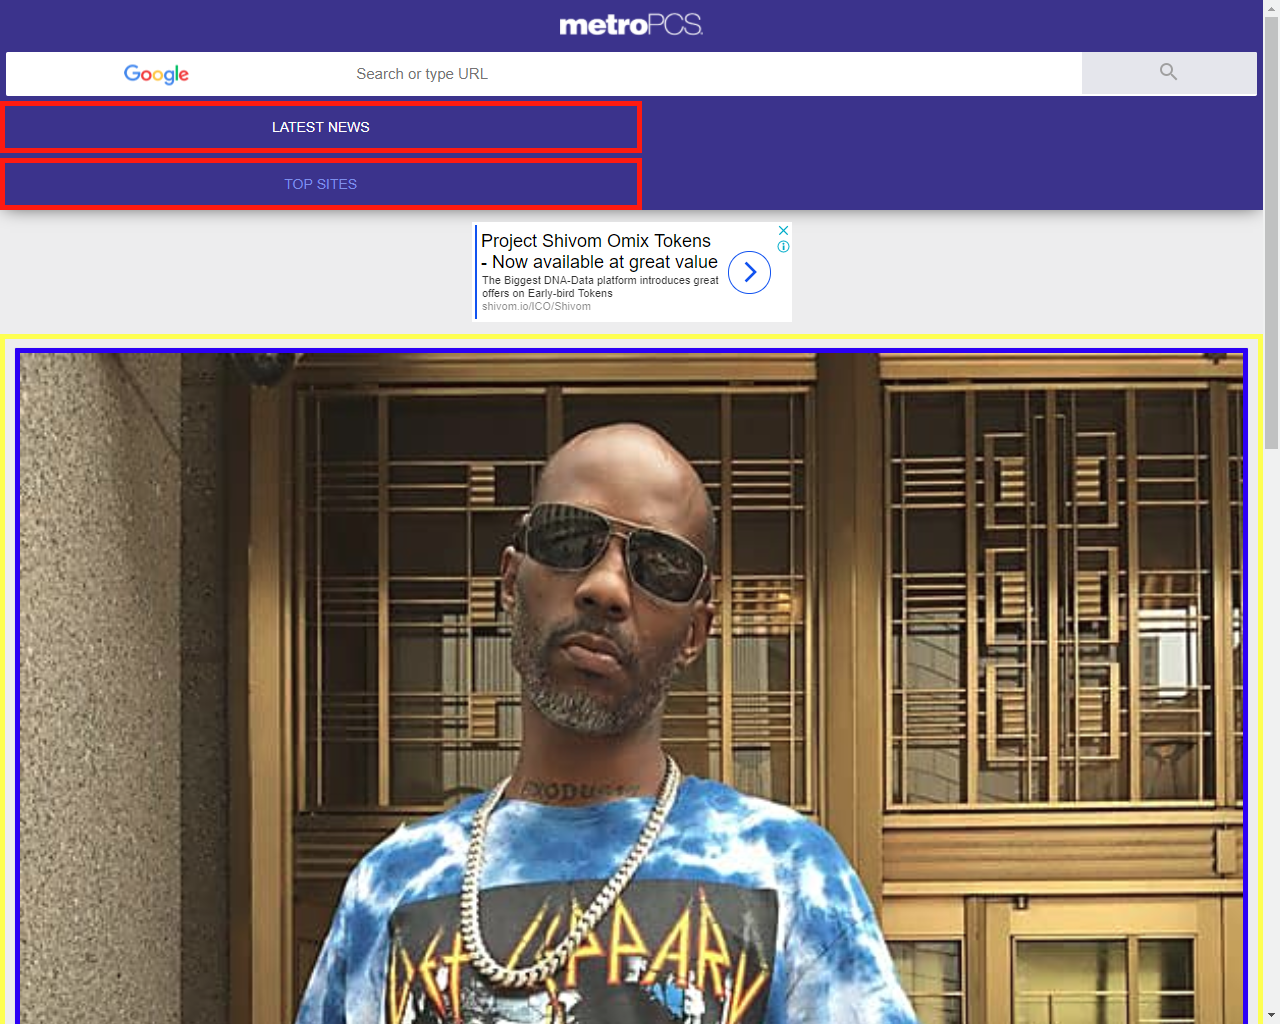 metroPCS.
Google
Search or type URL
LATEST NEWS
TOP SITES
Project Shivom Omix Tokens
- Now available at great value
The Biggest DNA-Data platform introduces great
offers on Early-bird Tokens
shivom.io/ICO/Shivom
EXODUS
DEF LEPPARD